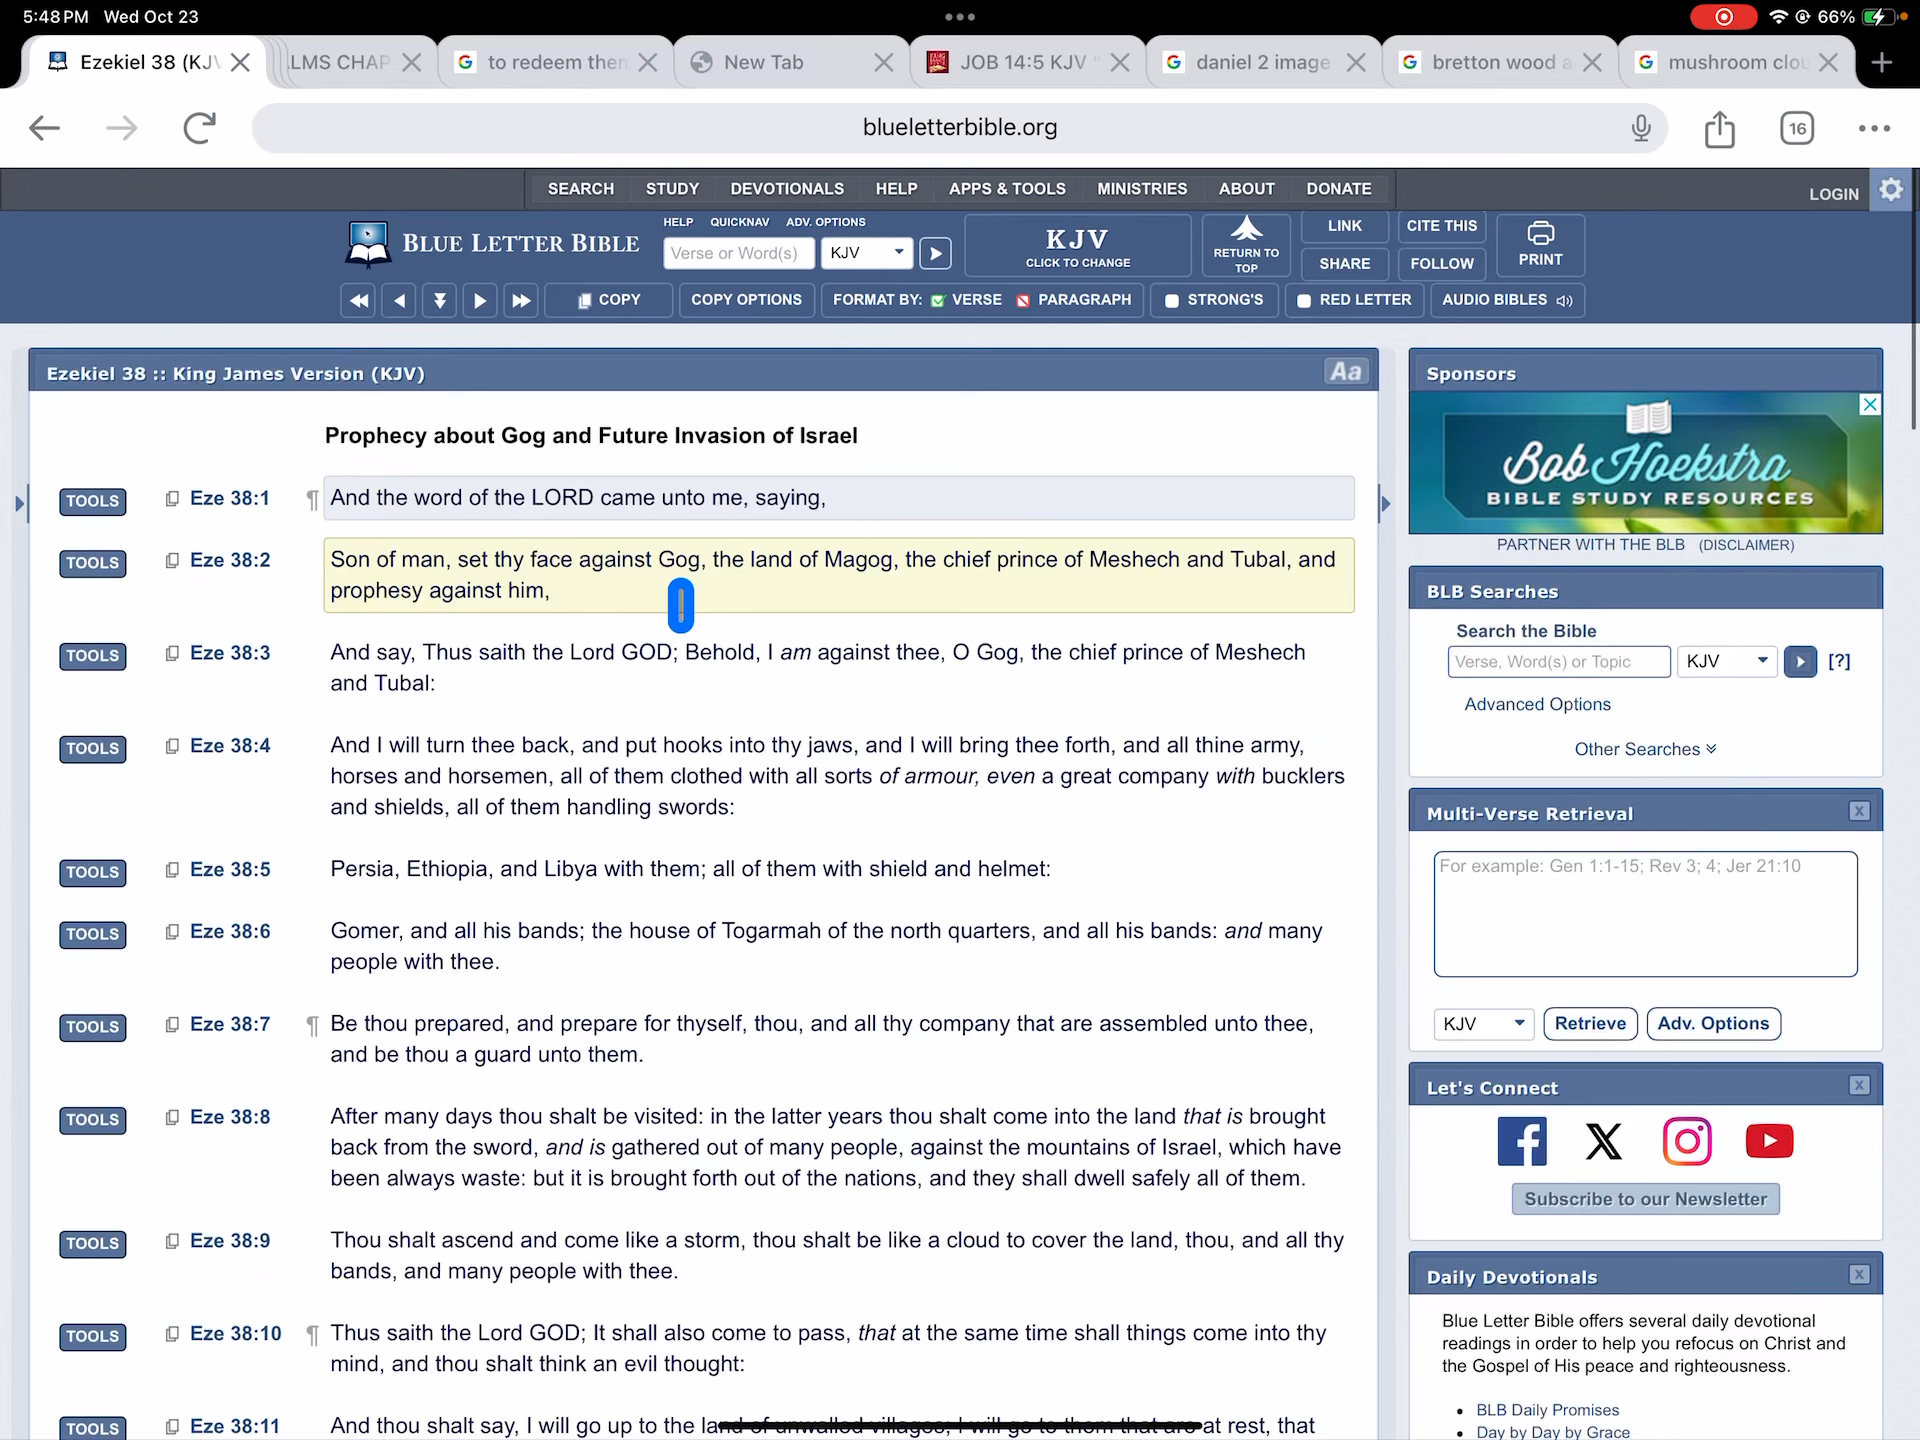 5:48 PM Wed Oct 23
66%
Ezekiel 38 (KJV
LMS CHAP
to redeem then
New Tab
JOB 14:5 KJV "
daniel 2 image
bretton wood a
mushroom clou
blueletterbible.org
16
SEARCH STUDY DEVOTIONALS HELP APPS & TOOLS MINISTRIES ABOUT DONATE
LOGIN
BLUE LETTER BIBLE
HELP QUICKNAV ADV. OPTIONS
Verse or Word(s)
KJV
KJV
CLICK TO CHANGE
RETURN TO
TOP
LINK
CITE THIS
SHARE
FOLLOW
PRINT
COPY
COPY OPTIONS
FORMAT BY: VERSE PARAGRAPH
STRONG'S
RED LETTER
AUDIO BIBLES
Ezekiel 38 :: King James Version (KJV)
Aa
Prophecy about Gog and Future Invasion of Israel
TOOLS Eze 38:1 ¶ And the word of the LORD came unto me, saying,
TOOLS Eze 38:2 Son of man, set thy face against Gog, the land of Magog, the chief prince of Meshech and Tubal, and
prophesy against him,
TOOLS Eze 38:3 And say, Thus saith the Lord GOD; Behold, I am against thee, O Gog, the chief prince of Meshech
and Tubal:
TOOLS Eze 38:4 And I will turn thee back, and put hooks into thy jaws, and I will bring thee forth, and all thine army,
horses and horsemen, all of them clothed with all sorts of armour, even a great company with bucklers
and shields, all of them handling swords:
TOOLS Eze 38:5 Persia, Ethiopia, and Libya with them; all of them with shield and helmet:
TOOLS Eze 38:6 Gomer, and all his bands; the house of Togarmah of the north quarters, and all his bands: and many
people with thee.
TOOLS Eze 38:7 ¶ Be thou prepared, and prepare for thyself, thou, and all thy company that are assembled unto thee,
and be thou a guard unto them.
TOOLS Eze 38:8 After many days thou shalt be visited: in the latter years thou shalt come into the land that is brought
back from the sword, and is gathered out of many people, against the mountains of Israel, which have
been always waste: but it is brought forth out of the nations, and they shall dwell safely all of them.
TOOLS Eze 38:9 Thou shalt ascend and come like a storm, thou shalt be like a cloud to cover the land, thou, and all thy
bands, and many people with thee.
TOOLS Eze 38:10 ¶ Thus saith the Lord GOD; It shall also come to pass, that at the same time shall things come into thy
mind, and thou shalt think an evil thought:
TOOLS Eze 38:11 And thou shalt say, I will go up to the land of unwalled villages; I will go to them that are at rest, that
Sponsors
Bob Hoekstra
BIBLE STUDY RESOURCES
PARTNER WITH THE BLB (DISCLAIMER)
BLB Searches
Search the Bible
Verse, Word(s) or Topic
KJV
[?]
Advanced Options
Other Searches
Multi-Verse Retrieval
For example: Gen 1:1-15; Rev 3; 4; Jer 21:10
KJV
Retrieve
Adv. Options
Let's Connect
Subscribe to our Newsletter
Daily Devotionals
Blue Letter Bible offers several daily devotional
readings in order to help you refocus on Christ and
the Gospel of His peace and righteousness.
BLB Daily Promises
Day by Day by Grace